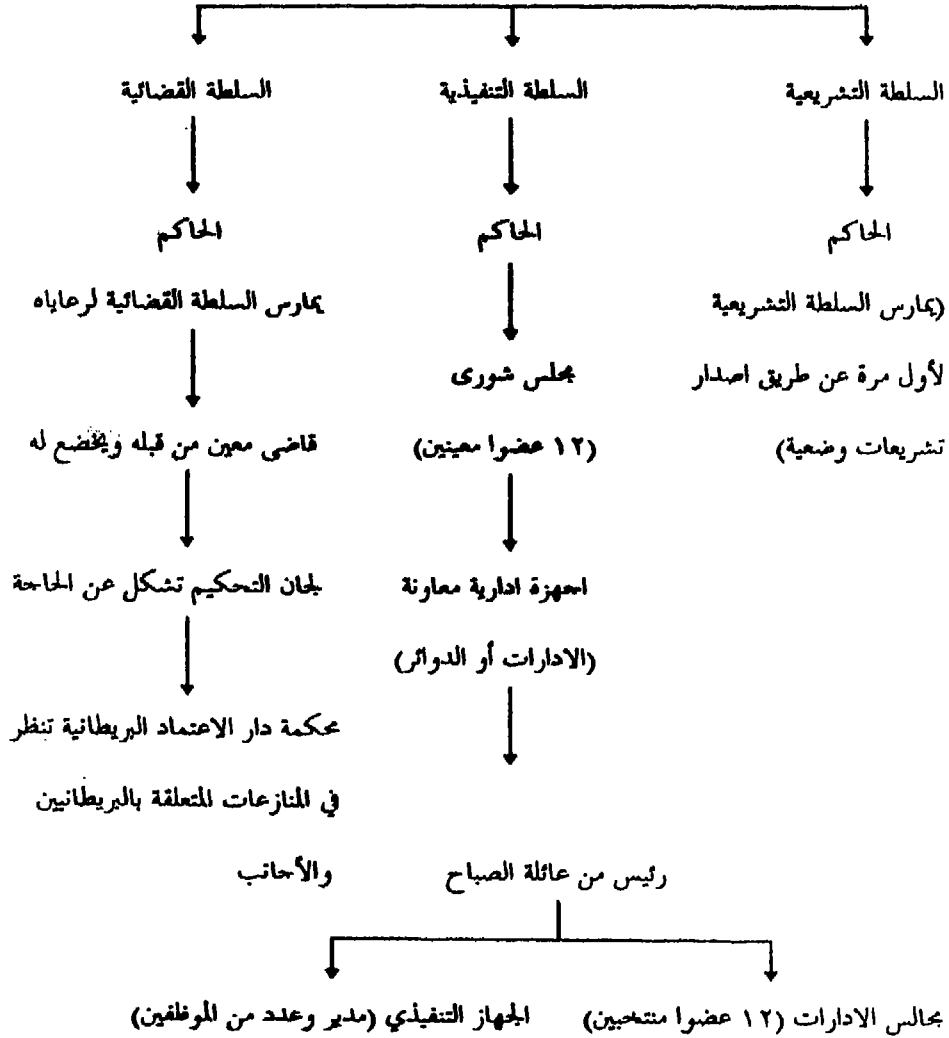 السلطة التشريعية السلطة التنفيذية السلطة القضائية
الحاكم الحاكم الحاكم
(يمارس السلطة التشريعية يمارس السلطة القضائية لرعاياه
لأول مرة عن طريق اصدار مجلس شورى
تشريعات وضعية) (١٢ عضوا معينين) قاضى معين من قبله ويخضع له
اجهزة ادارية معاونة لجان التحكيم تشكل عن الحاجة
(الادارات أو الدوائر)
محكمة دار الاعتماد البريطانية تنظر
في المنازعات المتعلقة بالبريطانيين
رئيس من عائلة الصباح والأجانب
مجالس الادارات (١٢ عضوا منتخبين) الجهاز التنفيذي (مدير وعدد من الموظفين)